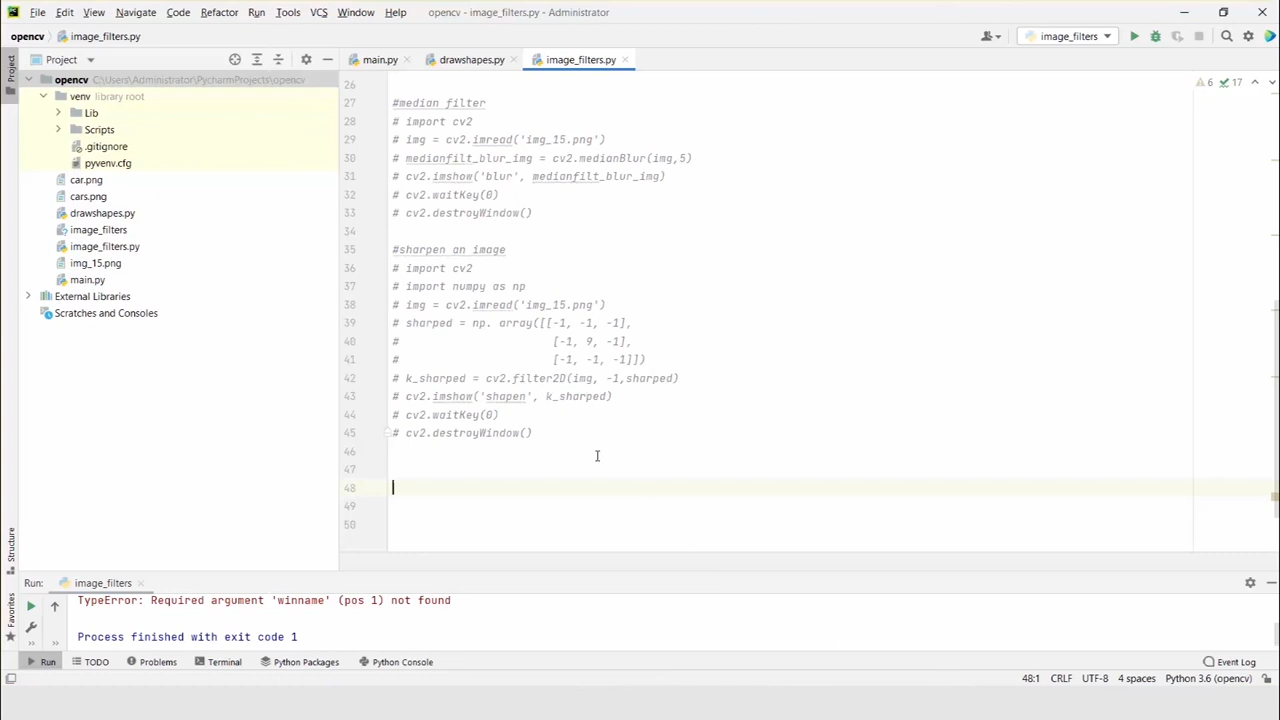 File Edit View Navigate Code Refactor Run Tools VCS Window Help opencv - image_filters.py - Administrator
opencv image_filters.py image_filters
Project main.py drawshapes.py image_filters.py
Project
opencv C:\Users\Administrator\PycharmProjects\opencv
venv library root
Lib
Scripts
.gitignore
pyvenv.cfg
car.png
cars.png
drawshapes.py
image_filters
image_filters.py
img_15.png
main.py
External Libraries
Scratches and Consoles
6 17
26
27 #median filter
28 # import cv2
29 # img = cv2.imread('img_15.png')
30 # medianfilt_blur_img = cv2.medianBlur(img,5)
31 # cv2.imshow('blur', medianfilt_blur_img)
32 # cv2.waitKey(0)
33 # cv2.destroyWindow()
34
35 #sharpen an image
36 # import cv2
37 # import numpy as np
38 # img = cv2.imread('img_15.png')
39 # sharped = np. array([[-1, -1, -1],
40 # [-1, 9, -1],
41 # [-1, -1, -1]])
42 # k_sharped = cv2.filter2D(img, -1,sharped)
43 # cv2.imshow('shapen', k_sharped)
44 # cv2.waitKey(0)
45 # cv2.destroyWindow()
46
47
48
49
50
Structure
Favorites
Run: image_filters
TypeError: Required argument 'winname' (pos 1) not found
Process finished with exit code 1
Run TODO Problems Terminal Python Packages Python Console Event Log
48:1 CRLF UTF-8 4 spaces Python 3.6 (opencv)